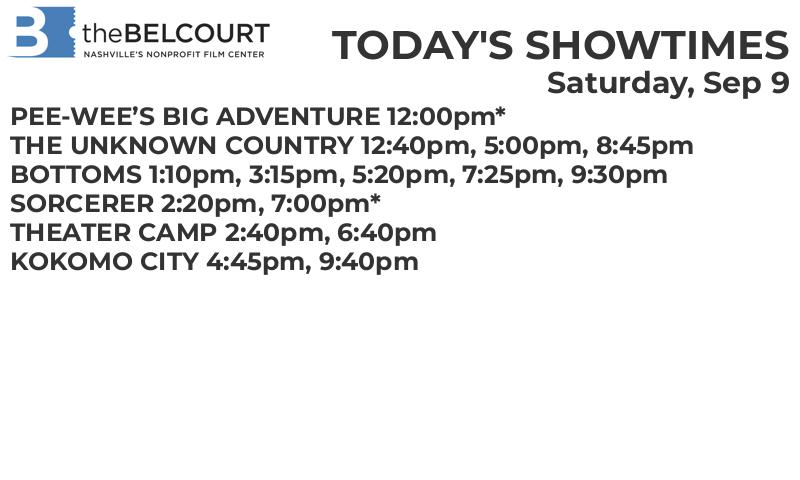 B theBELCOURT
NASHVILLE'S NONPROFIT FILM CENTER
TODAY'S SHOWTIMES
Saturday, Sep 9
PEE-WEE’S BIG ADVENTURE 12:00pm*
THE UNKNOWN COUNTRY 12:40pm, 5:00pm, 8:45pm
BOTTOMS 1:10pm, 3:15pm, 5:20pm, 7:25pm, 9:30pm
SORCERER 2:20pm, 7:00pm*
THEATER CAMP 2:40pm, 6:40pm
KOKOMO CITY 4:45pm, 9:40pm